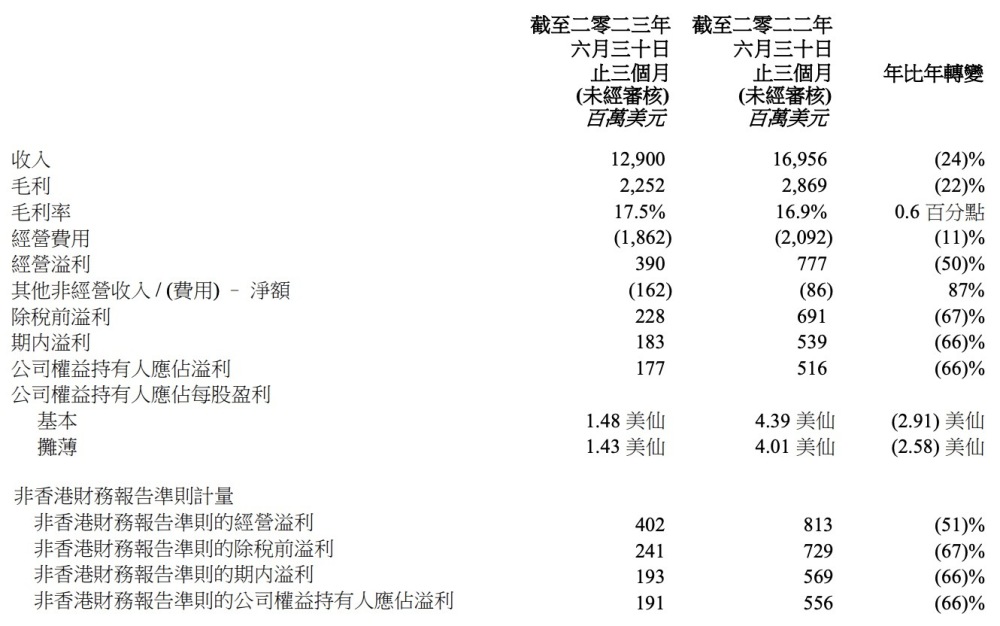 截至二零二三年 截至二零二二年
六月三十日 六月三十日
止三個月 止三個月 年比年轉變
(未經審核) (未經審核)
百萬美元 百萬美元
收入 12,900 16,956 (24)%
毛利 2,252 2,869 (22)%
毛利率 17.5% 16.9% 0.6 百分點
經營費用 (1,862) (2,092) (11)%
經營溢利 390 777 (50)%
其他非經營收入 / (費用) – 淨額 (162) (86) 87%
除稅前溢利 228 691 (67)%
期內溢利 183 539 (66)%
公司權益持有人應佔溢利 177 516 (66)%
公司權益持有人應佔每股盈利
基本 1.48 美仙 4.39 美仙 (2.91) 美仙
攤薄 1.43 美仙 4.01 美仙 (2.58) 美仙
非香港財務報告準則計量
非香港財務報告準則的經營溢利 402 813 (51)%
非香港財務報告準則的除稅前溢利 241 729 (67)%
非香港財務報告準則的期內溢利 193 569 (66)%
非香港財務報告準則的公司權益持有人應佔溢利 191 556 (66)%